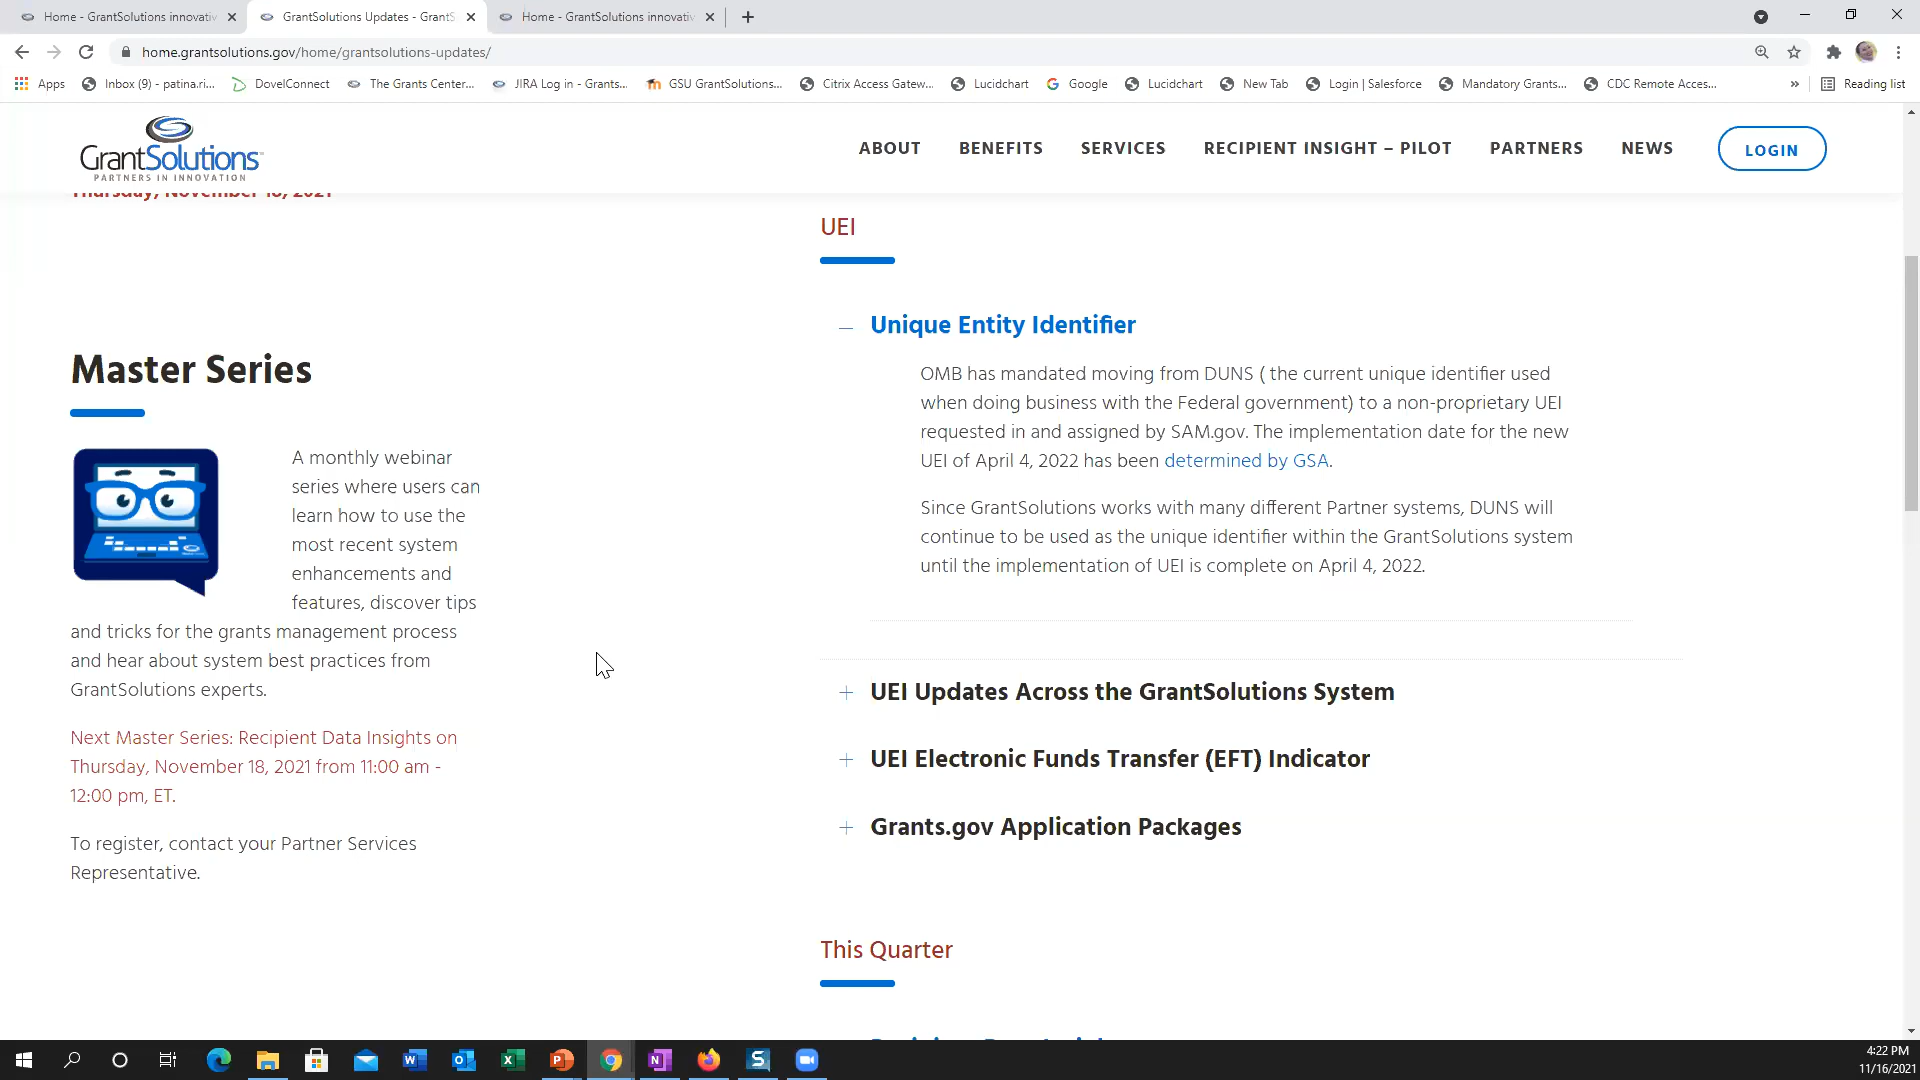 Home - GrantSolutions innovativ
GrantSolutions Updates - GrantS
Home - GrantSolutions innovativ
home.grantsolutions.gov/home/grantsolutions-updates/
Apps
Inbox (9) - patina.ri...
DovelConnect
The Grants Center...
JIRA Log in - Grants...
GSU GrantSolutions...
Citrix Access Gatew...
Lucidchart
Google
Lucidchart
New Tab
Login | Salesforce
Mandatory Grants...
CDC Remote Acces...
»
Reading list
GrantSolutions
PARTNERS IN INNOVATION
ABOUT
BENEFITS
SERVICES
RECIPIENT INSIGHT – PILOT
PARTNERS
NEWS
LOGIN
Thursday, November 18, 2021
Master Series
A monthly webinar
series where users can
learn how to use the
most recent system
enhancements and
features, discover tips
and tricks for the grants management process
and hear about system best practices from
GrantSolutions experts.
Next Master Series: Recipient Data Insights on
Thursday, November 18, 2021 from 11:00 am -
12:00 pm, ET.
To register, contact your Partner Services
Representative.
UEI
Unique Entity Identifier
OMB has mandated moving from DUNS ( the current unique identifier used
when doing business with the Federal government) to a non-proprietary UEI
requested in and assigned by SAM.gov. The implementation date for the new
UEI of April 4, 2022 has been determined by GSA.
Since GrantSolutions works with many different Partner systems, DUNS will
continue to be used as the unique identifier within the GrantSolutions system
until the implementation of UEI is complete on April 4, 2022.
UEI Updates Across the GrantSolutions System
UEI Electronic Funds Transfer (EFT) Indicator
Grants.gov Application Packages
This Quarter
4:22 PM
11/16/2021